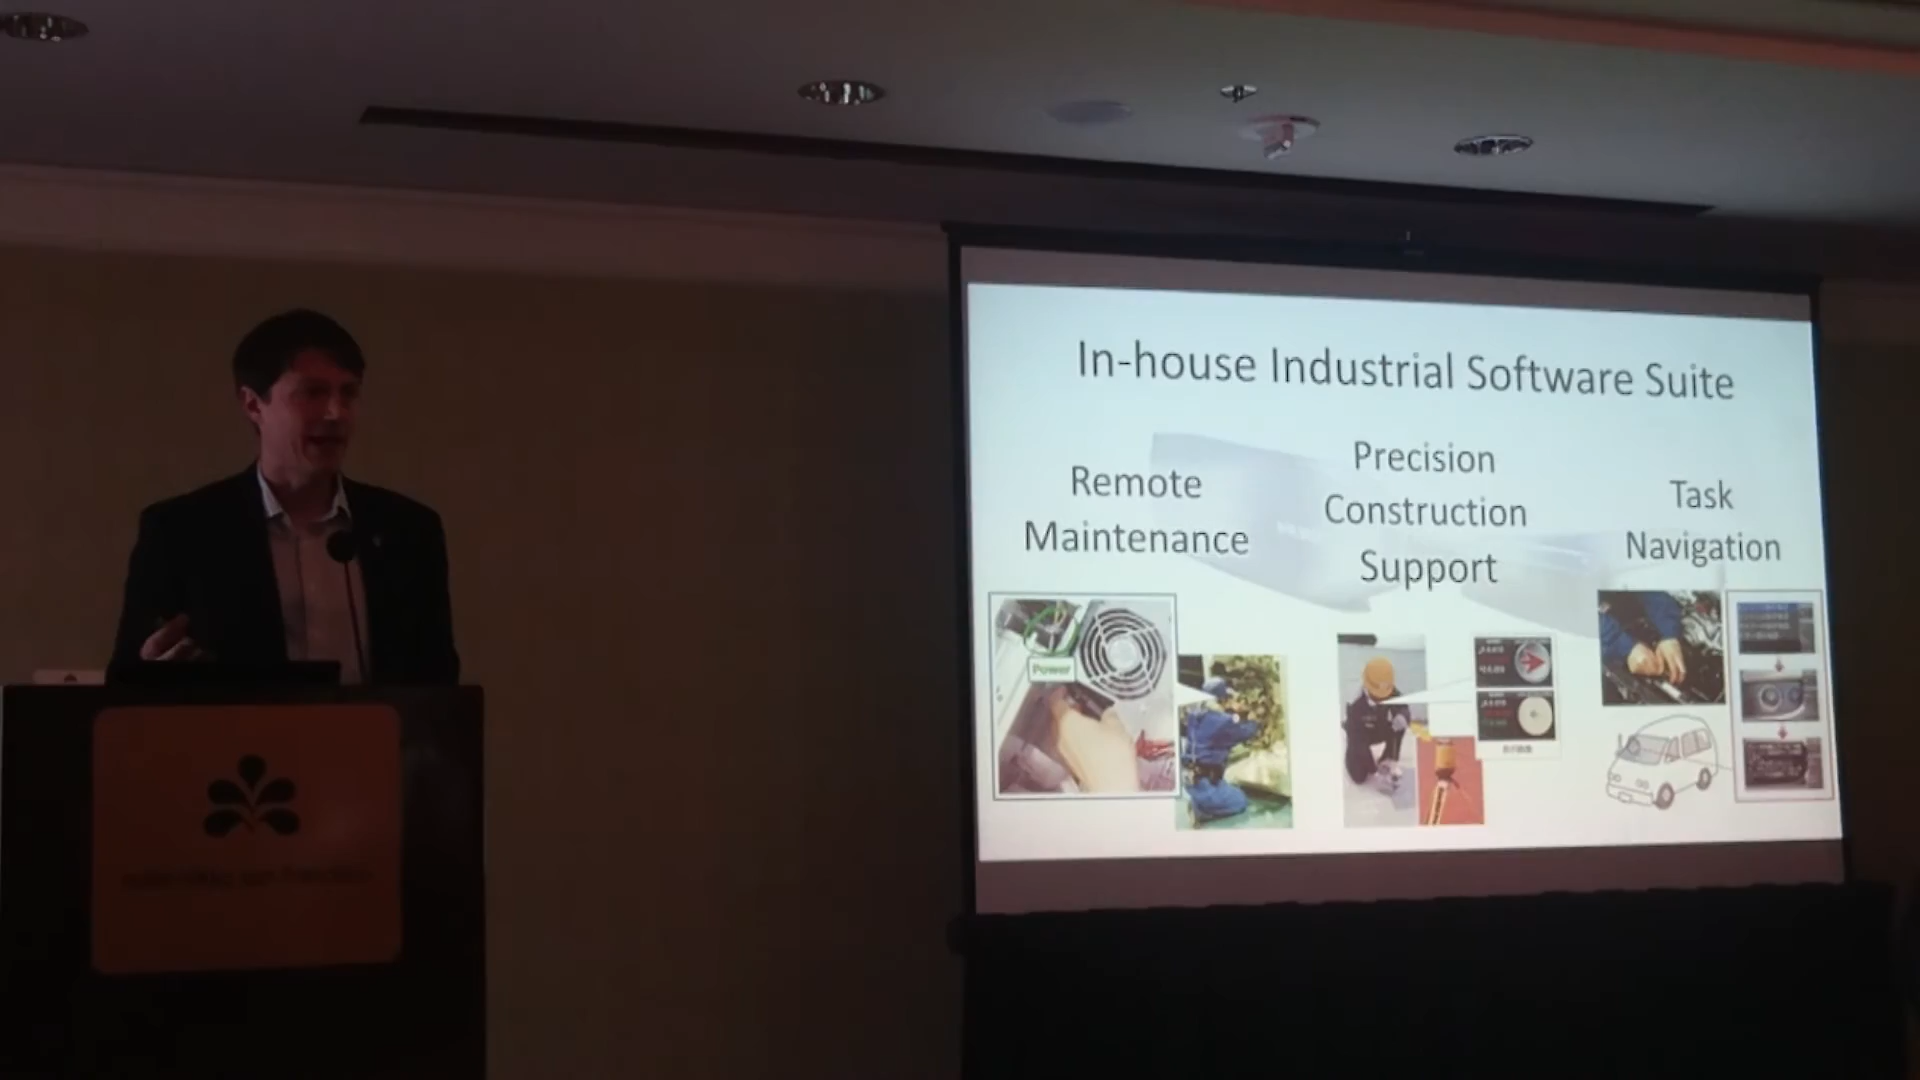 In-house Industrial Software Suite
Remote
Maintenance
Precision
Construction
Support
Task
Navigation
Power